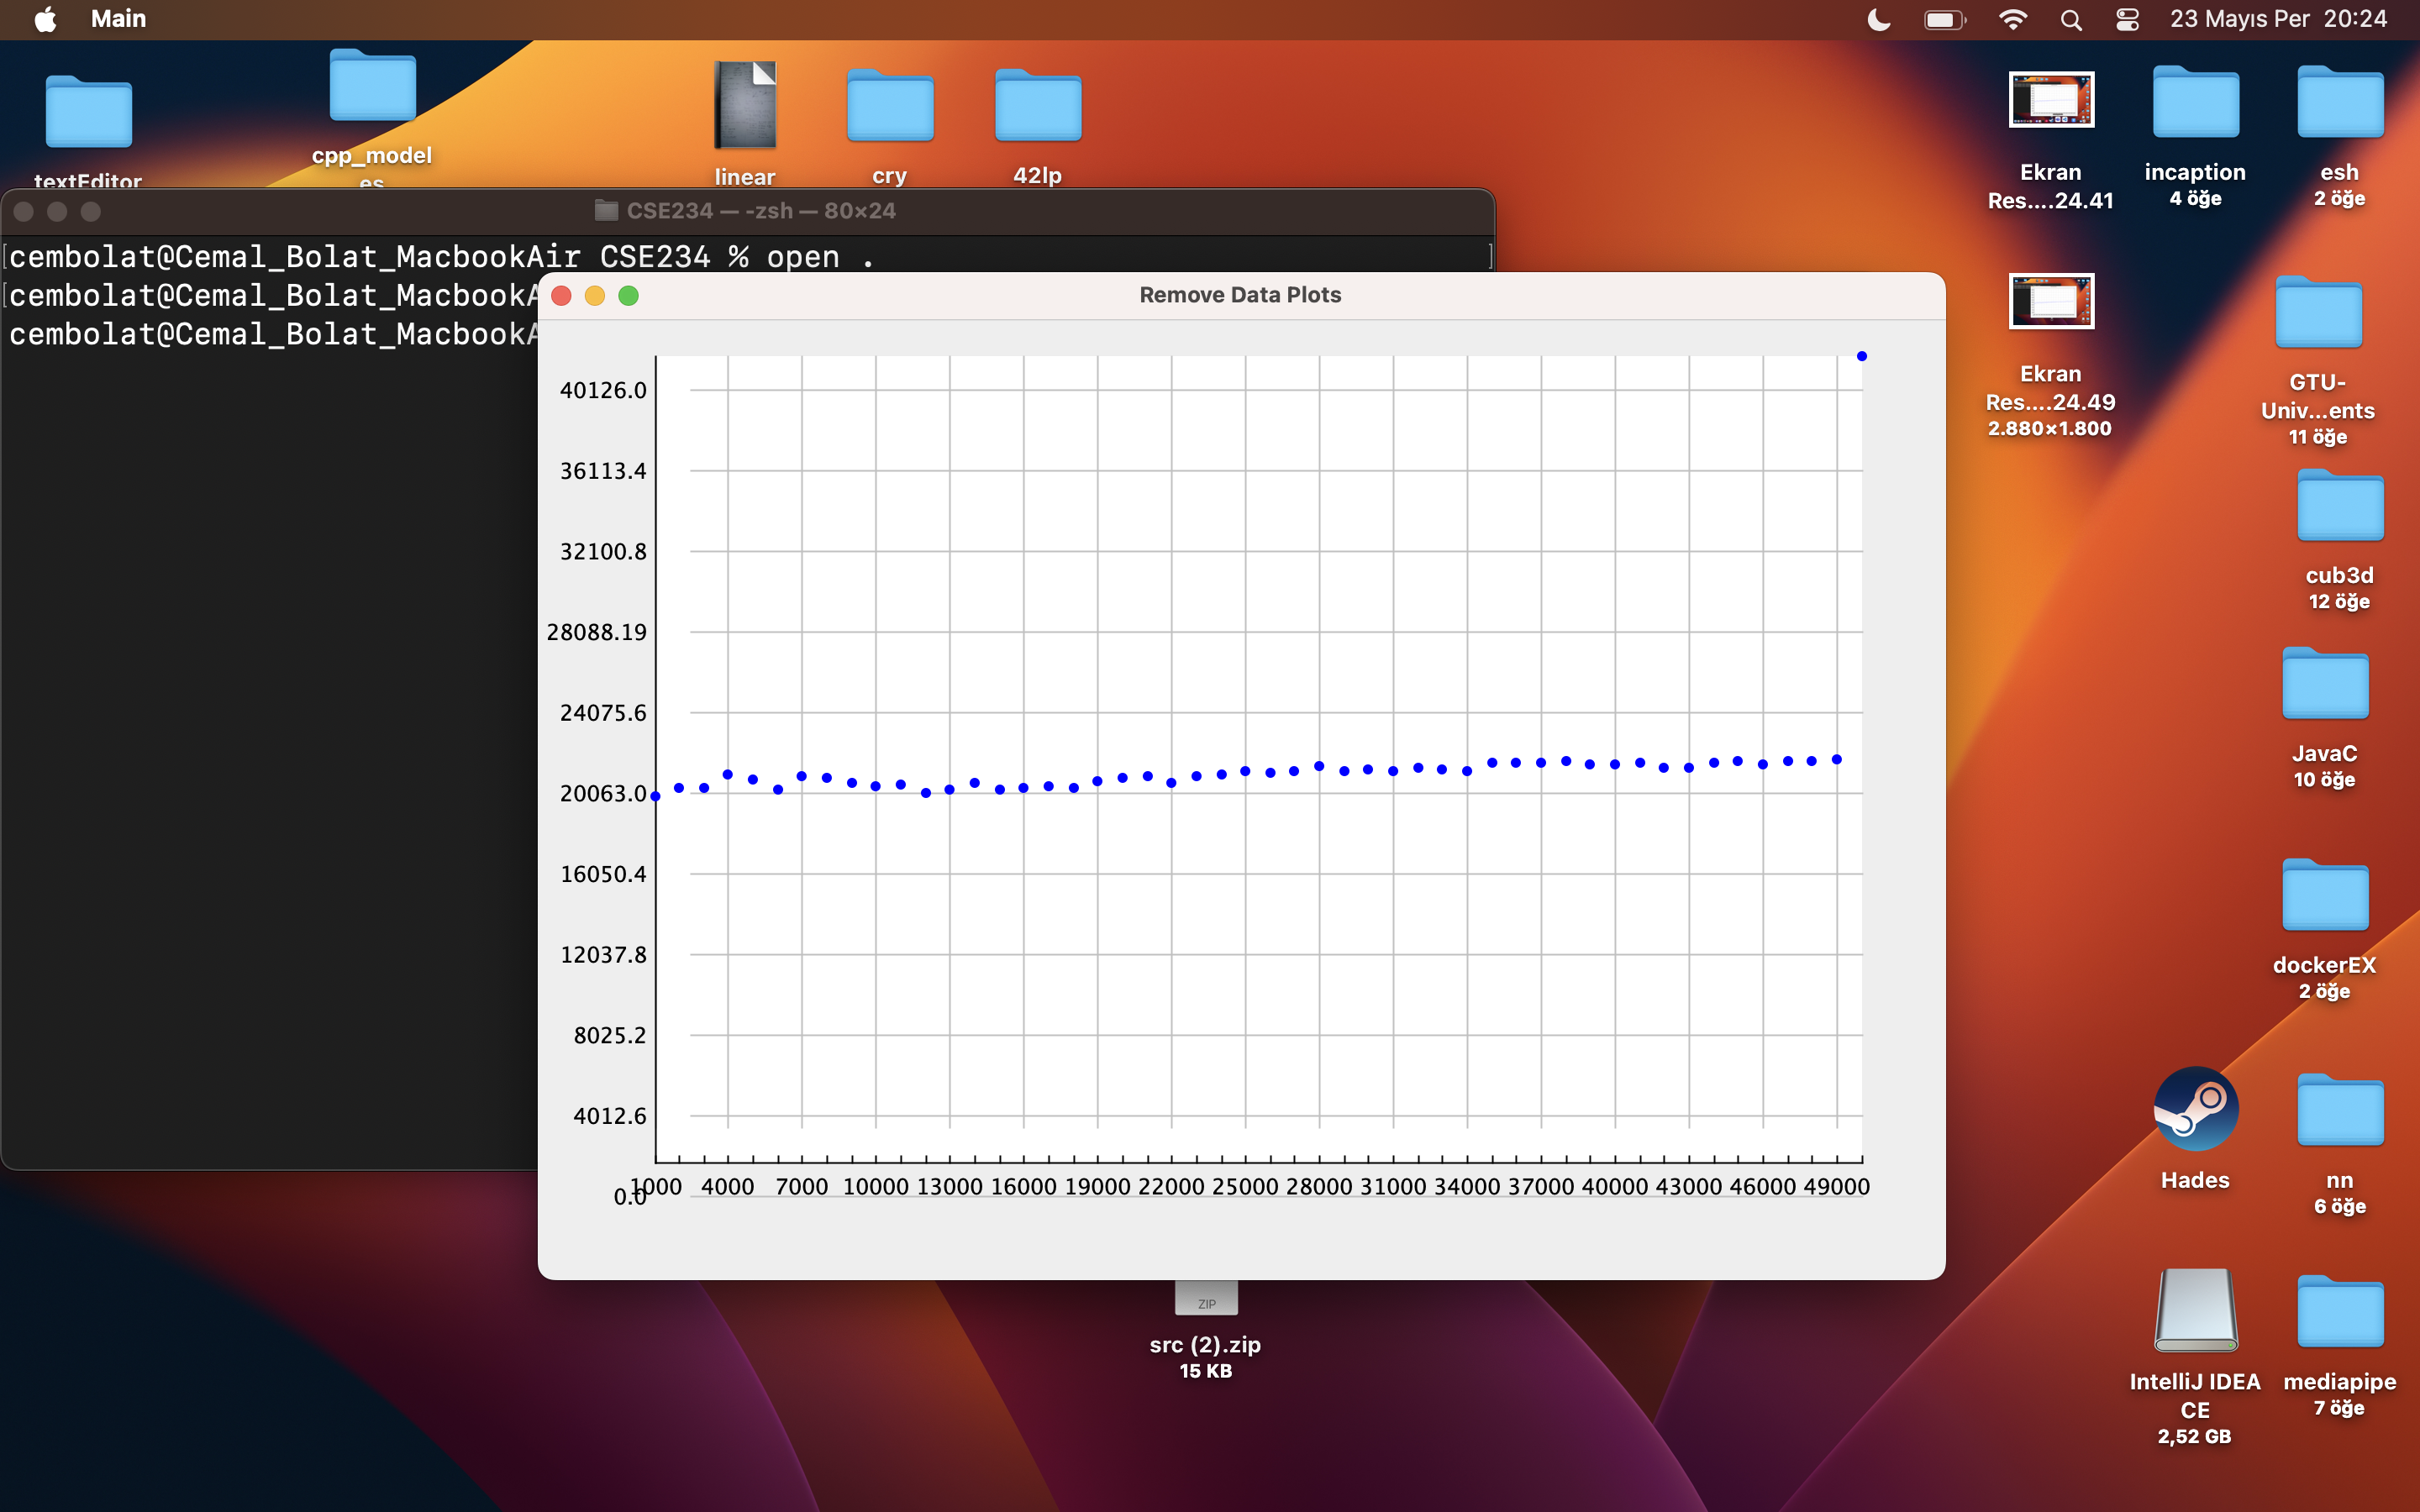 Main
23 Mayıs Per 20:24
textEditor
cpp_model
es
linear
cry
42lp
Ekran
Res....24.41
incaption
4 öğe
esh
2 öğe
CSE234 — -zsh — 80×24
cembolat@Cemal_Bolat_MacbookAir CSE234 % open .
cembolat@Cemal_Bolat_MacbookA
cembolat@Cemal_Bolat_MacbookA
Remove Data Plots
40126.0
36113.4
32100.8
28088.19
24075.6
20063.0
16050.4
12037.8
8025.2
4012.6
0.0
1000 4000 7000 10000 13000 16000 19000 22000 25000 28000 31000 34000 37000 40000 43000 46000 49000
Ekran
Res....24.49
2.880×1.800
GTU-
Univ...ents
11 öğe
cub3d
12 öğe
JavaC
10 öğe
dockerEX
2 öğe
Hades
nn
6 öğe
ZIP
src (2).zip
15 KB
IntelliJ IDEA
CE
2,52 GB
mediapipe
7 öğe